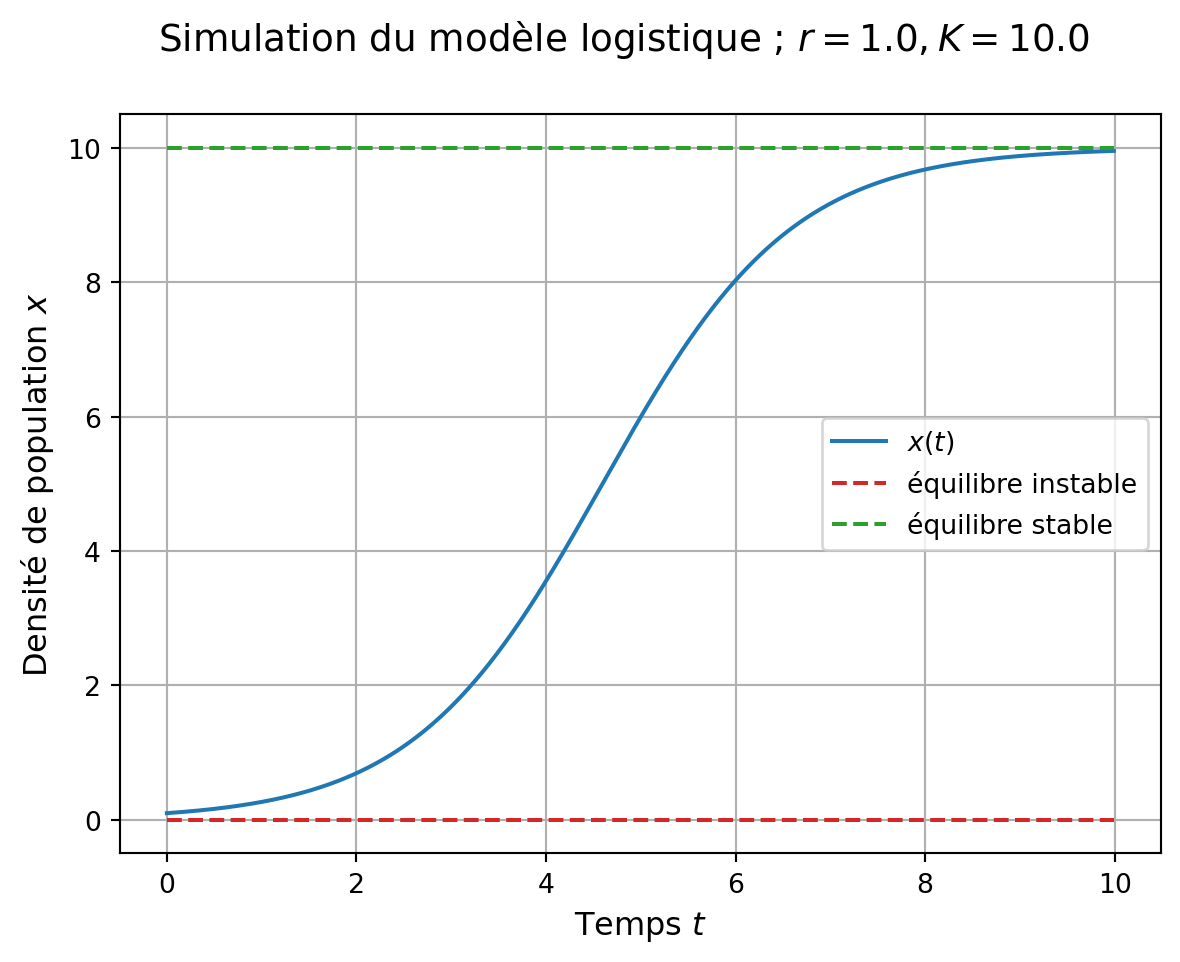 Simulation du modèle logistique ; r = 1.0, K = 10.0
10
8
6
4
2
0
Densité de population x
x(t)
équilibre instable
équilibre stable
0 2 4 6 8 10
Temps t